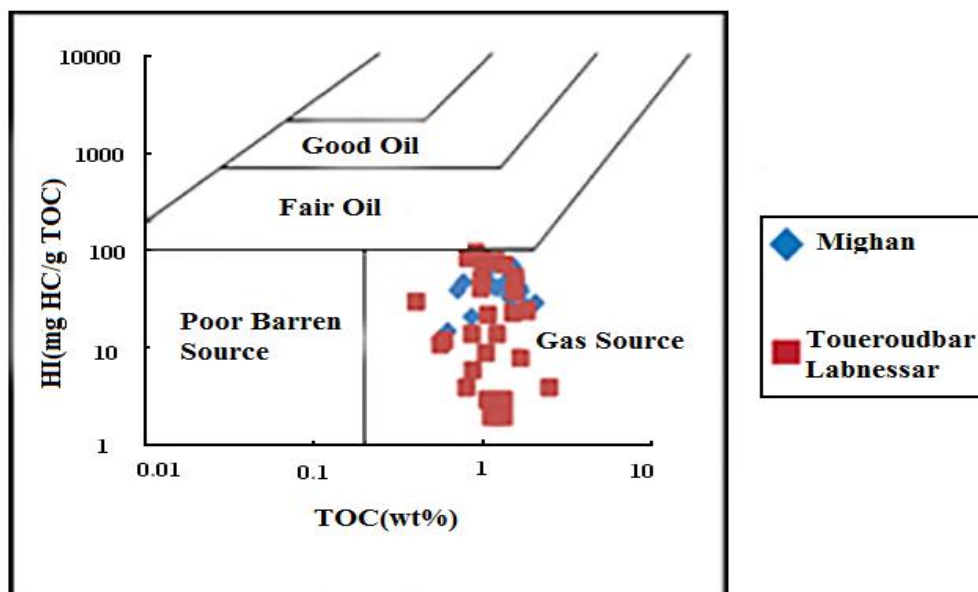 10000
1000
100
10
1
HI(mg HC/g TOC)
Good Oil
Fair Oil
Poor Barren
Source
Gas Source
0.01
0.1
1
10
TOC(wt%)
Mighan
Toueroudbar
Labnessar